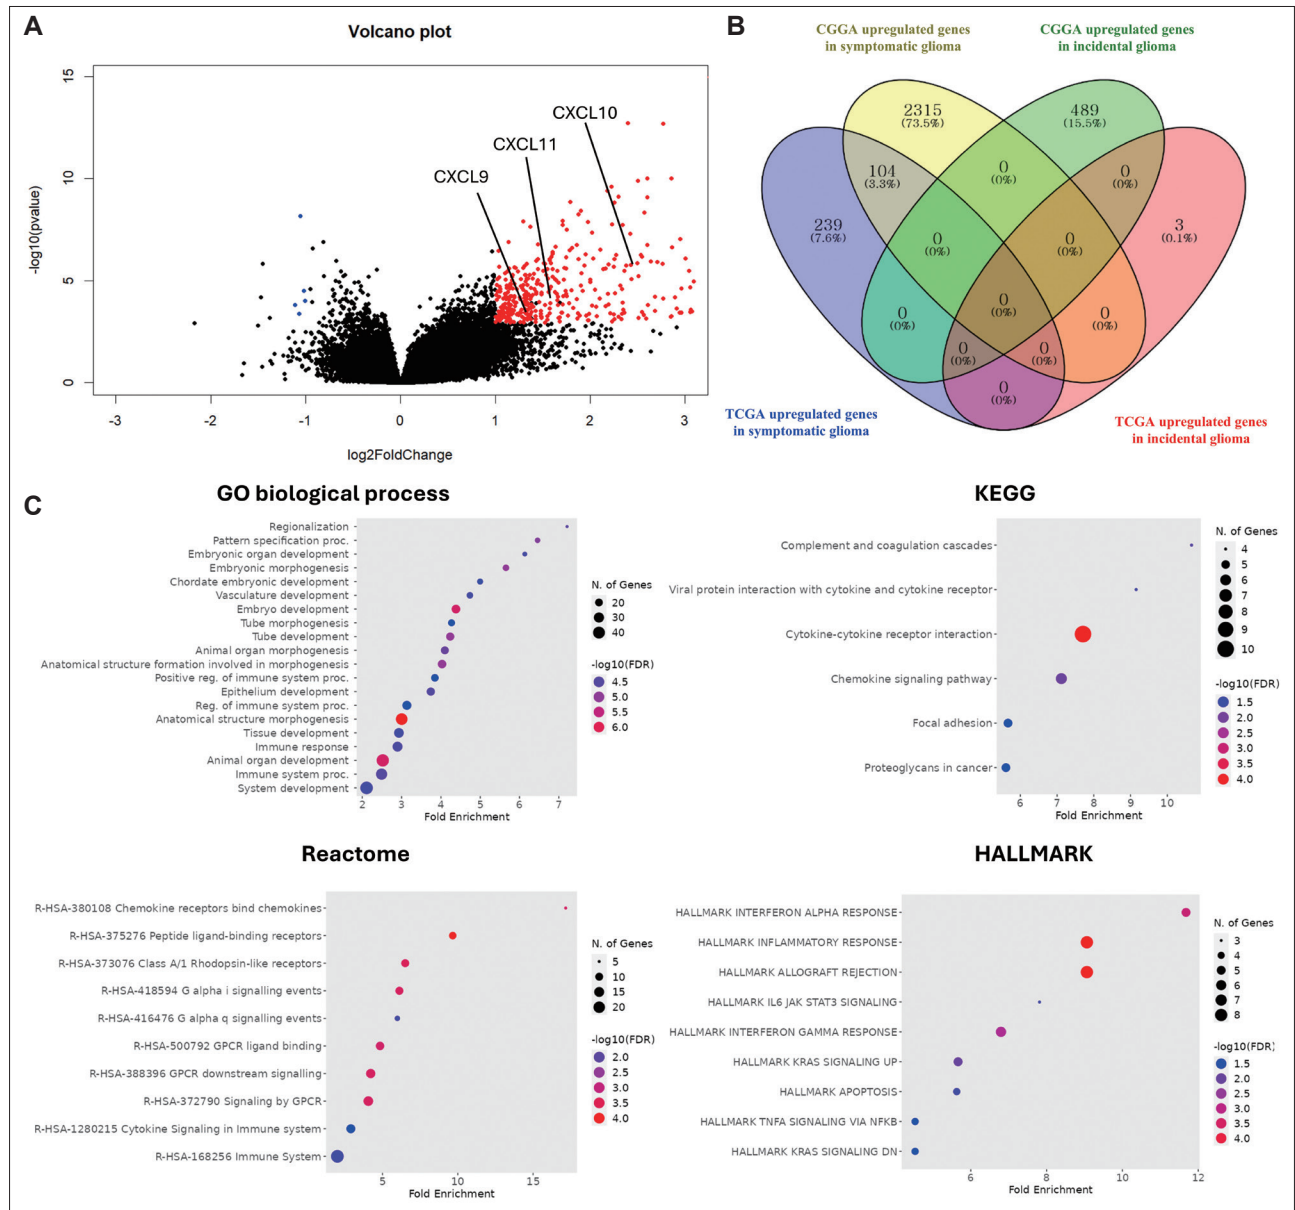 A
Volcano plot
15
10
5
0
-log10(pvalue)
CXCL10
CXCL11
CXCL9
-3
-2
-1
0
1
2
3
log2FoldChange
B
CGGA upregulated genes
in symptomatic glioma
CGGA upregulated genes
in incidental glioma
2315
(73.5%)
489
(15.5%)
104
(3.3%)
0
(0%)
0
(0%)
239
(7.6%)
0
(0%)
0
(0%)
3
(0.1%)
0
(0%)
0
(0%)
0
(0%)
0
(0%)
0
(0%)
0
(0%)
TCGA upregulated genes
in symptomatic glioma
TCGA upregulated genes
in incidental glioma
C
GO biological process
Regionalization
Pattern specification proc.
Embryonic organ development
Embryonic morphogenesis
Chordate embryonic development
Vasculature development
Embryo development
Tube morphogenesis
Tube development
Animal organ morphogenesis
Anatomical structure formation involved in morphogenesis
Positive reg. of immune system proc.
Epithelium development
Reg. of immune system proc.
Anatomical structure morphogenesis
Tissue development
Immune response
Animal organ development
Immune system proc.
System development
2
3
4
5
6
7
Fold Enrichment
N. of Genes
20
30
40
-log10(FDR)
4.5
5.0
5.5
6.0
KEGG
Complement and coagulation cascades
Viral protein interaction with cytokine and cytokine receptor
Cytokine-cytokine receptor interaction
Chemokine signaling pathway
Focal adhesion
Proteoglycans in cancer
6
7
8
9
10
Fold Enrichment
N. of Genes
4
5
6
7
8
9
10
-log10(FDR)
1.5
2.0
2.5
3.0
3.5
4.0
Reactome
R-HSA-380108 Chemokine receptors bind chemokines
R-HSA-375276 Peptide ligand-binding receptors
R-HSA-373076 Class A/1 Rhodopsin-like receptors
R-HSA-418594 G alpha i signalling events
R-HSA-416476 G alpha q signalling events
R-HSA-500792 GPCR ligand binding
R-HSA-388396 GPCR downstream signalling
R-HSA-372790 Signaling by GPCR
R-HSA-1280215 Cytokine Signaling in Immune system
R-HSA-168256 Immune System
5
10
15
Fold Enrichment
N. of Genes
5
10
15
20
-log10(FDR)
2.0
2.5
3.0
3.5
4.0
HALLMARK
HALLMARK INTERFERON ALPHA RESPONSE
HALLMARK INFLAMMATORY RESPONSE
HALLMARK ALLOGRAFT REJECTION
HALLMARK IL6 JAK STAT3 SIGNALING
HALLMARK INTERFERON GAMMA RESPONSE
HALLMARK KRAS SIGNALING UP
HALLMARK APOPTOSIS
HALLMARK TNFA SIGNALING VIA NFKB
HALLMARK KRAS SIGNALING DN
6
8
10
12
Fold Enrichment
N. of Genes
3
4
5
6
7
8
-log10(FDR)
1.5
2.0
2.5
3.0
3.5
4.0